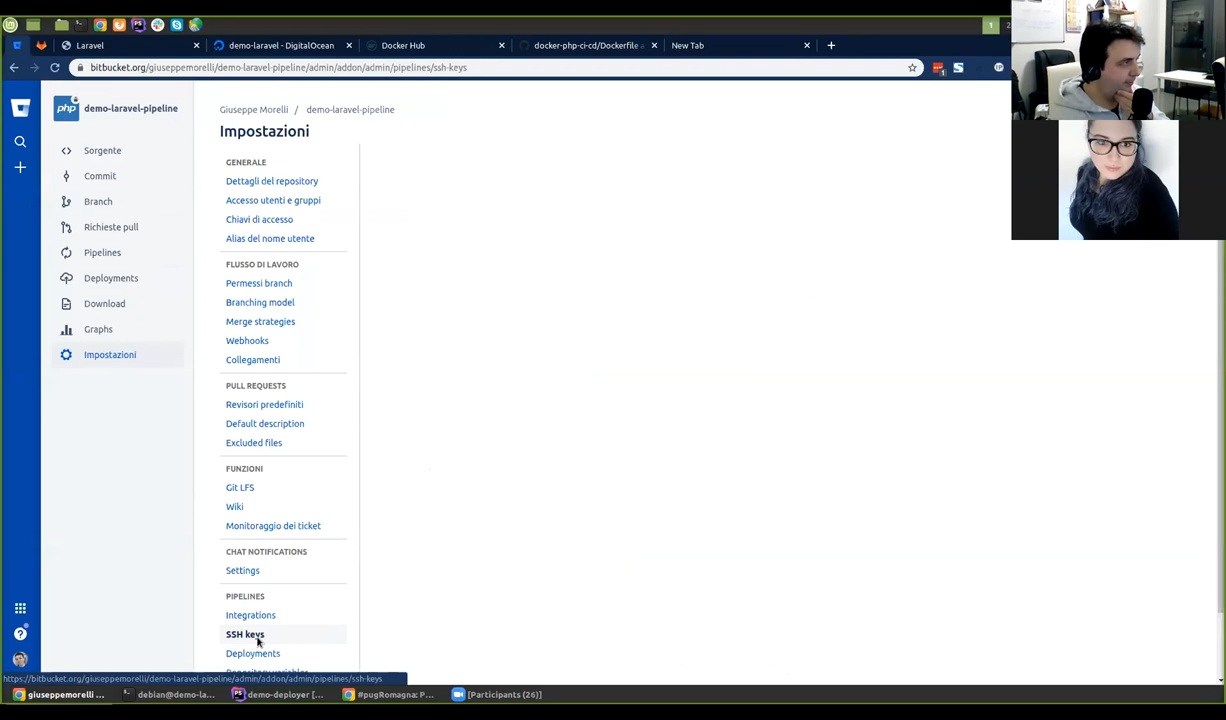 1
Laravel
demo-laravel - DigitalOcean
Docker Hub
docker-php-ci-cd/Dockerfile
New Tab
bitbucket.org/giuseppemorelli/demo-laravel-pipeline/admin/addon/admin/pipelines/ssh-keys
1
php
demo-laravel-pipeline
Sorgente
Commit
Branch
Richieste pull
Pipelines
Deployments
Download
Graphs
Impostazioni
Giuseppe Morelli / demo-laravel-pipeline
Impostazioni
GENERALE
Dettagli del repository
Accesso utenti e gruppi
Chiavi di accesso
Alias del nome utente
FLUSSO DI LAVORO
Permessi branch
Branching model
Merge strategies
Webhooks
Collegamenti
PULL REQUESTS
Revisori predefiniti
Default description
Excluded files
FUNZIONI
Git LFS
Wiki
Monitoraggio dei ticket
CHAT NOTIFICATIONS
Settings
PIPELINES
Integrations
SSH keys
Deployments
Repository variables
https://bitbucket.org/giuseppemorelli/demo-laravel-pipeline/admin/addon/admin/pipelines/ssh-keys
giuseppemorelli ...
debian@demo-la...
demo-deployer [...
#pugRomagna: P...
[Participants (26)]